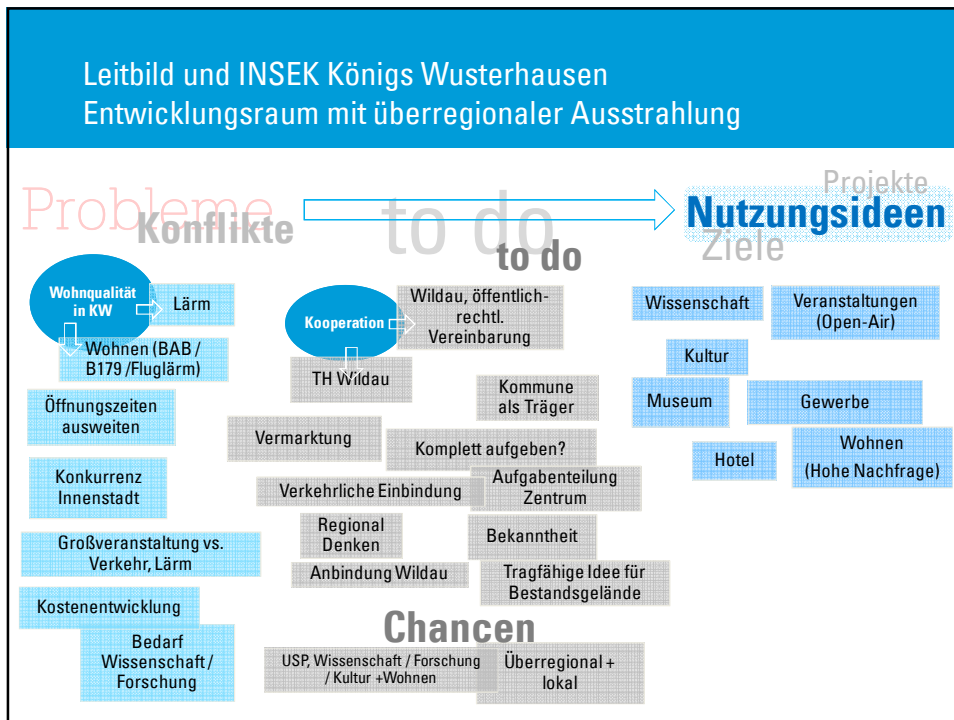 Leitbild und INSEK Königs Wusterhausen
Entwicklungsraum mit überregionaler Ausstrahlung
Probleme
Konflikte
to do
to do
Projekte
Nutzungsideen
Ziele
Wohnqualität
in KW
Lärm
Wohnen (BAB /
B179 /Fluglärm)
Öffnungszeiten
ausweiten
Konkurrenz
Innenstadt
Großveranstaltung vs.
Verkehr, Lärm
Kostenentwicklung
Bedarf
Wissenschaft /
Forschung
Kooperation
Wildau, öffentlich-
rechtl.
Vereinbarung
TH Wildau
Kommune
als Träger
Vermarktung
Komplett aufgeben?
Verkehrliche Einbindung
Aufgabenteilung
Zentrum
Regional
Denken
Bekanntheit
Anbindung Wildau
Tragfähige Idee für
Bestandsgelände
Chancen
USP, Wissenschaft / Forschung
/ Kultur +Wohnen
Überregional +
lokal
Wissenschaft
Veranstaltungen
(Open-Air)
Kultur
Museum
Gewerbe
Hotel
Wohnen
(Hohe Nachfrage)